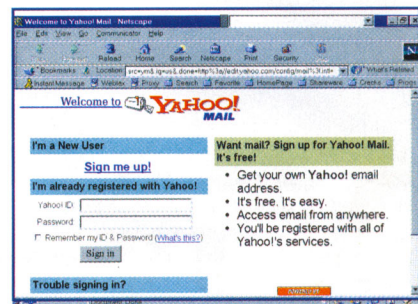 Welcome to Yahoo! Mail - Netscape
File Edit View Go Communicator Help
Reload Home Search Netscape Print Security
Bookmarks Location
Instant Message WebMail
Welcome to YAHOO! MAIL
I'm a New User
Sign me up!
I'm already registered with Yahoo!
Yahoo! ID
Password
Remember my ID & Password (What's this?)
Sign in
Trouble signing in?
Want mail? Sign up for Yahoo! Mail. It's free!
• Get your own Yahoo! email address.
• It's free. It's easy.
• Access email from anywhere.
• You'll be registered with all of Yahoo!'s services.